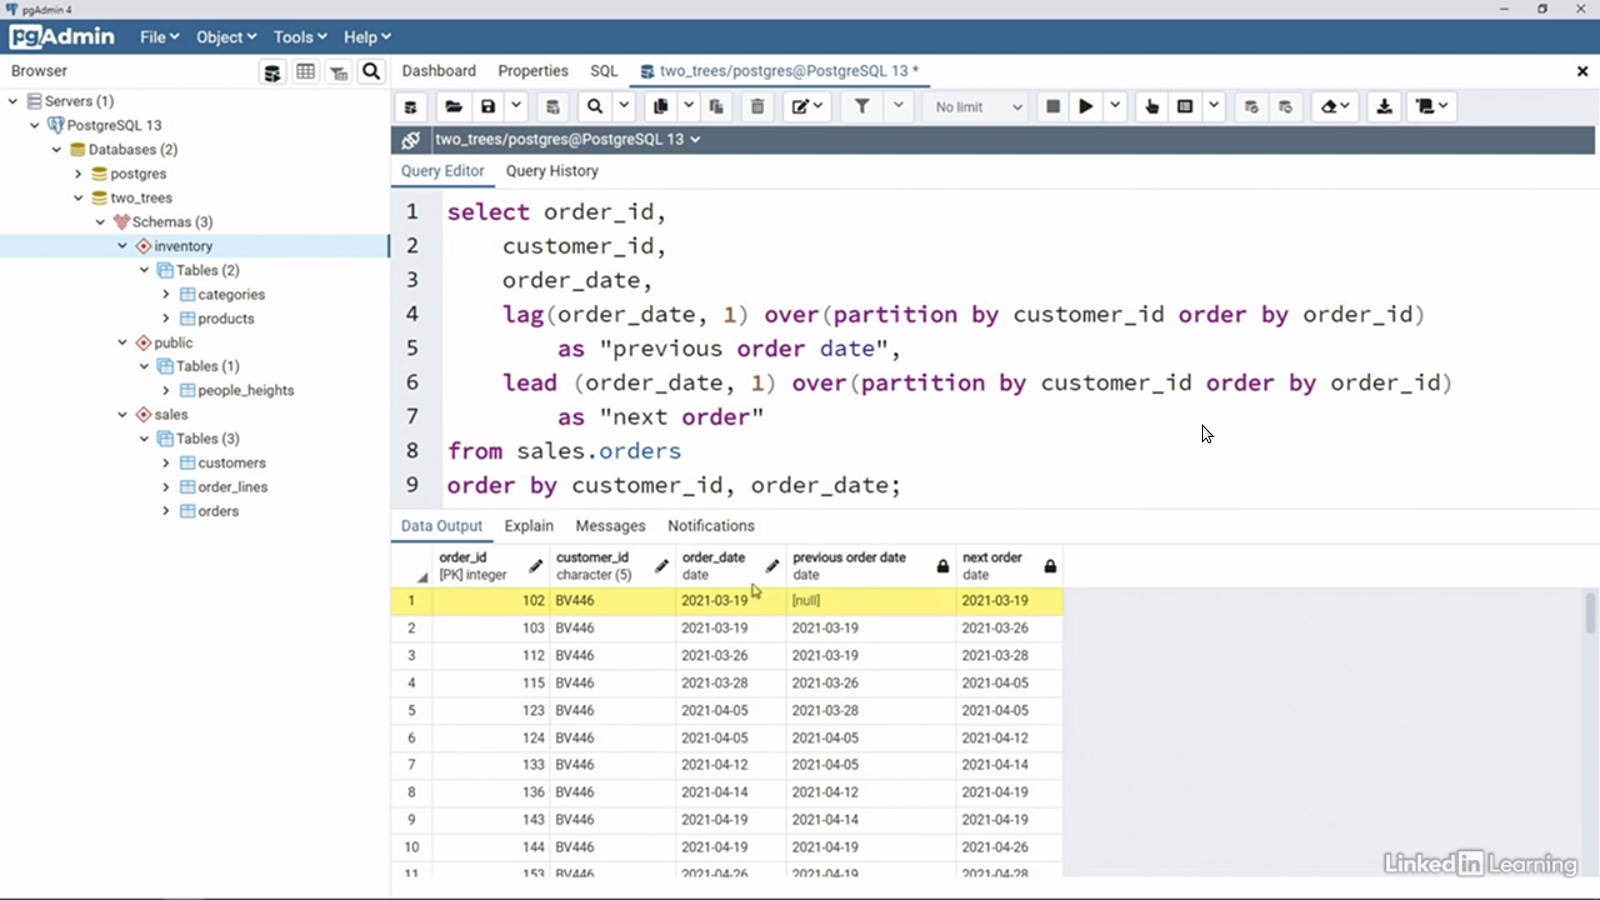 pgAdmin 4
pgAdmin File Object Tools Help
Browser
Dashboard Properties SQL two_trees/postgres@PostgreSQL 13 *
Servers (1)
PostgreSQL 13
Databases (2)
postgres
two_trees
Schemas (3)
inventory
Tables (2)
categories
products
public
Tables (1)
people_heights
sales
Tables (3)
customers
order_lines
orders
No limit
two_trees/postgres@PostgreSQL 13
Query Editor Query History
1 select order_id,
2 customer_id,
3 order_date,
4 lag(order_date, 1) over(partition by customer_id order by order_id)
5 as "previous order date",
6 lead (order_date, 1) over(partition by customer_id order by order_id)
7 as "next order"
8 from sales.orders
9 order by customer_id, order_date;
Data Output Explain Messages Notifications
order_id customer_id order_date previous order date next order
[PK] integer character (5) date date date
1 102 BV446 2021-03-19 [null] 2021-03-19
2 103 BV446 2021-03-19 2021-03-19 2021-03-26
3 112 BV446 2021-03-26 2021-03-19 2021-03-28
4 115 BV446 2021-03-28 2021-03-26 2021-04-05
5 123 BV446 2021-04-05 2021-03-28 2021-04-05
6 124 BV446 2021-04-05 2021-04-05 2021-04-12
7 133 BV446 2021-04-12 2021-04-05 2021-04-14
8 136 BV446 2021-04-14 2021-04-12 2021-04-19
9 143 BV446 2021-04-19 2021-04-14 2021-04-19
10 144 BV446 2021-04-19 2021-04-19 2021-04-26
11 153 BV446 2021-04-26 2021-04-19 2021-04-28
Linked in Learning